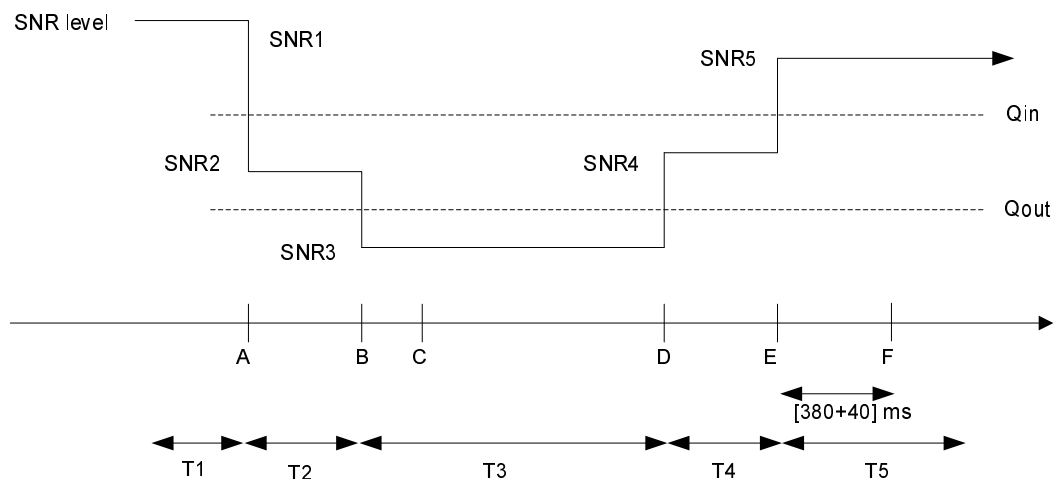 SNR level
SNR1
SNR5
Qin
SNR2
SNR4
Qout
SNR3
A
B
C
D
E
F
[380+40] ms
T1
T2
T3
T4
T5